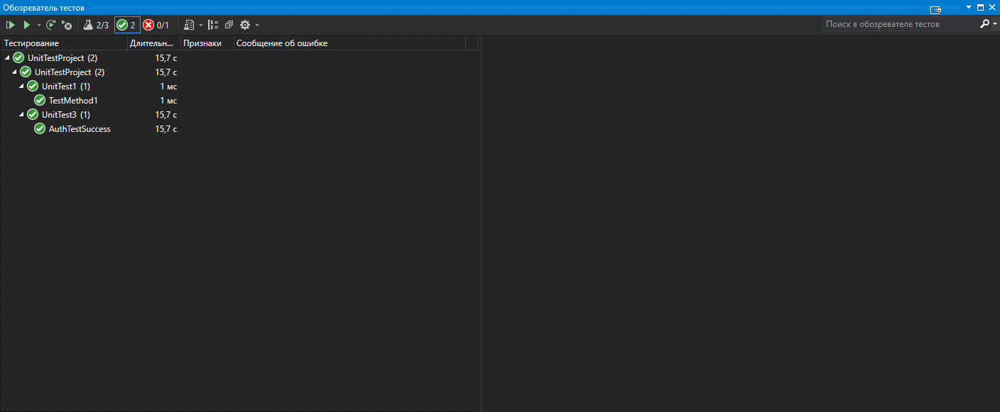 Обозреватель тестов
2/3 2 0/1 Поиск в обозревателе тестов
Тестирование Длительн... Признаки Сообщение об ошибке
UnitTestProject (2) 15,7 с
UnitTestProject (2) 15,7 с
UnitTest1 (1) 1 мс
TestMethod1 1 мс
UnitTest3 (1) 15,7 с
AuthTestSuccess 15,7 с